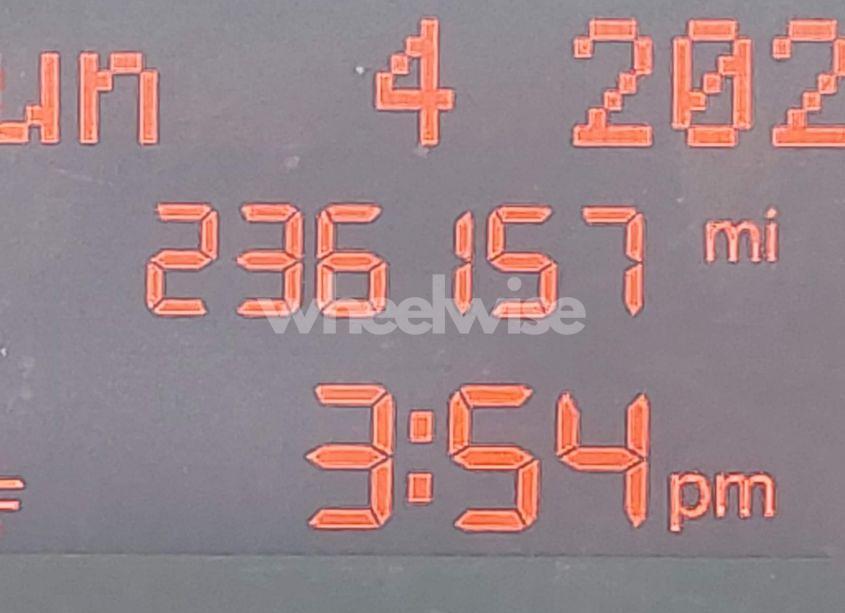 un 4 202
236157 mi
wheelwise
3:54 pm
F